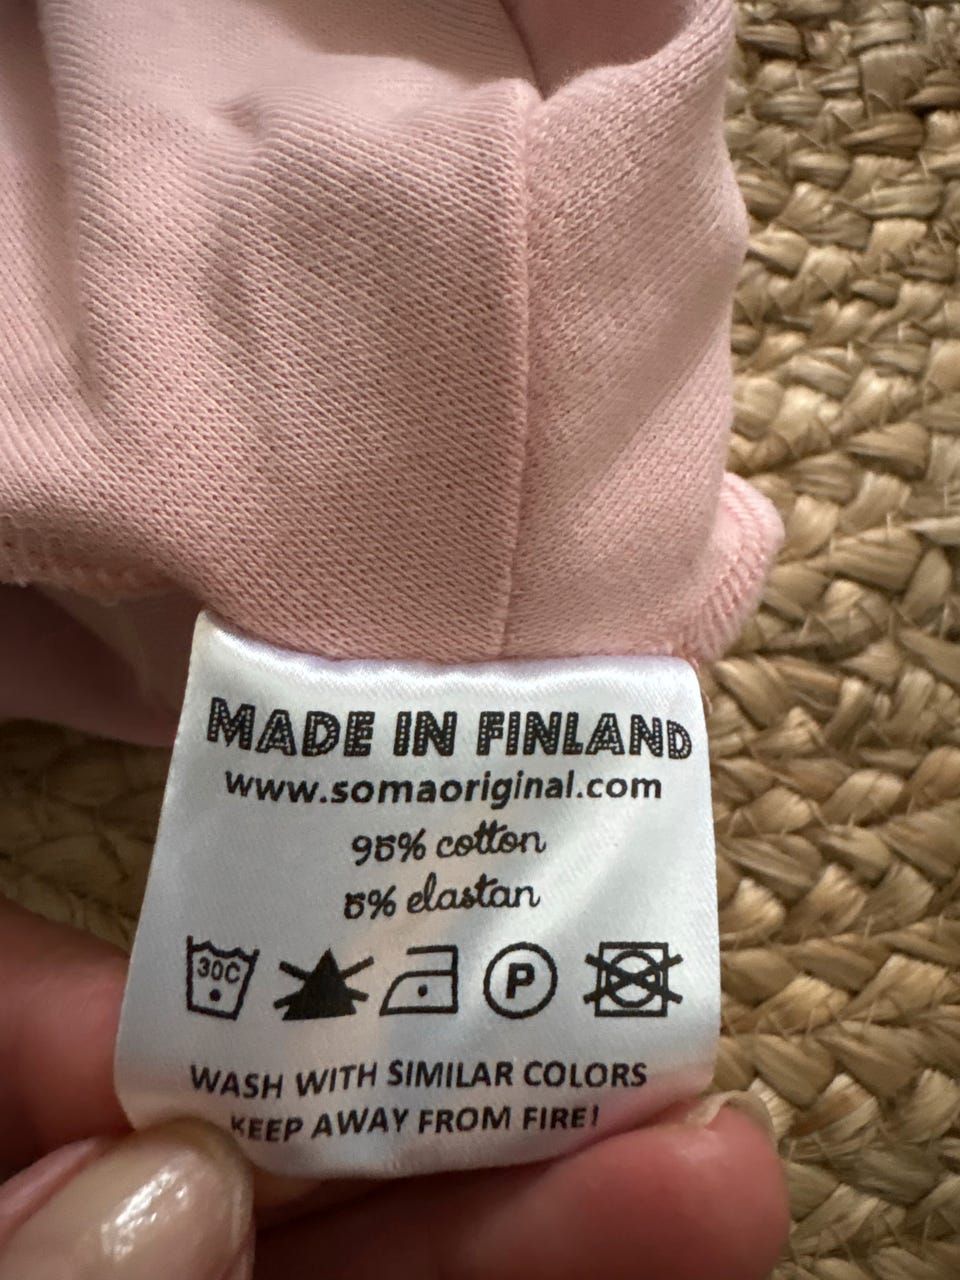 MADE IN FINLAND
www.somaoriginal.com
95% cotton
5% elastan
30C
P
WASH WITH SIMILAR COLORS
KEEP AWAY FROM FIRE!